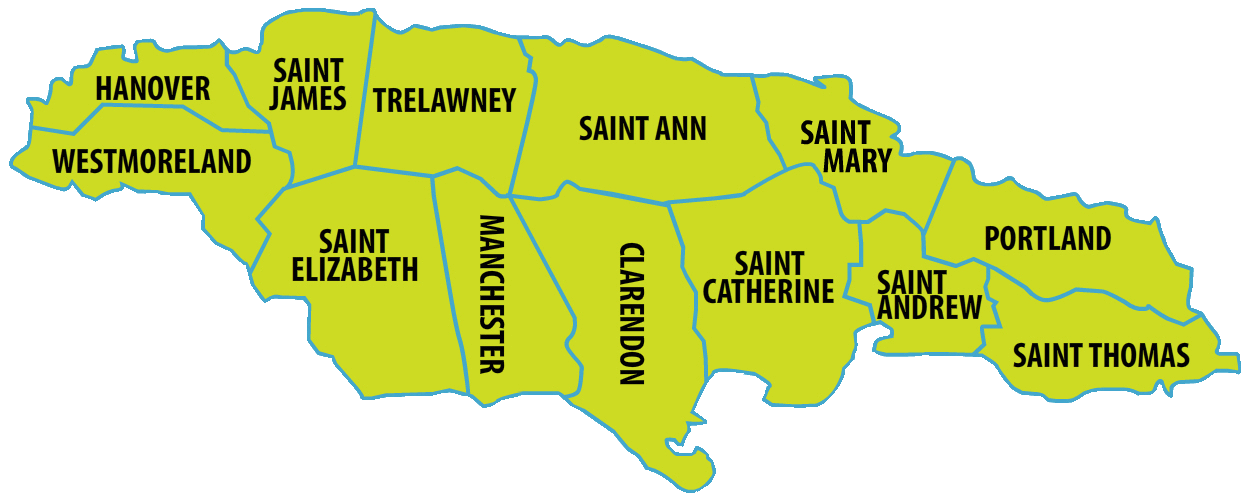 HANOVER
SAINT
JAMES
TRELAWNEY
SAINT ANN
SAINT
MARY
WESTMORELAND
PORTLAND
SAINT
ELIZABETH
MANCHESTER
CLARENDON
SAINT
CATHERINE
SAINT
ANDREW
SAINT THOMAS